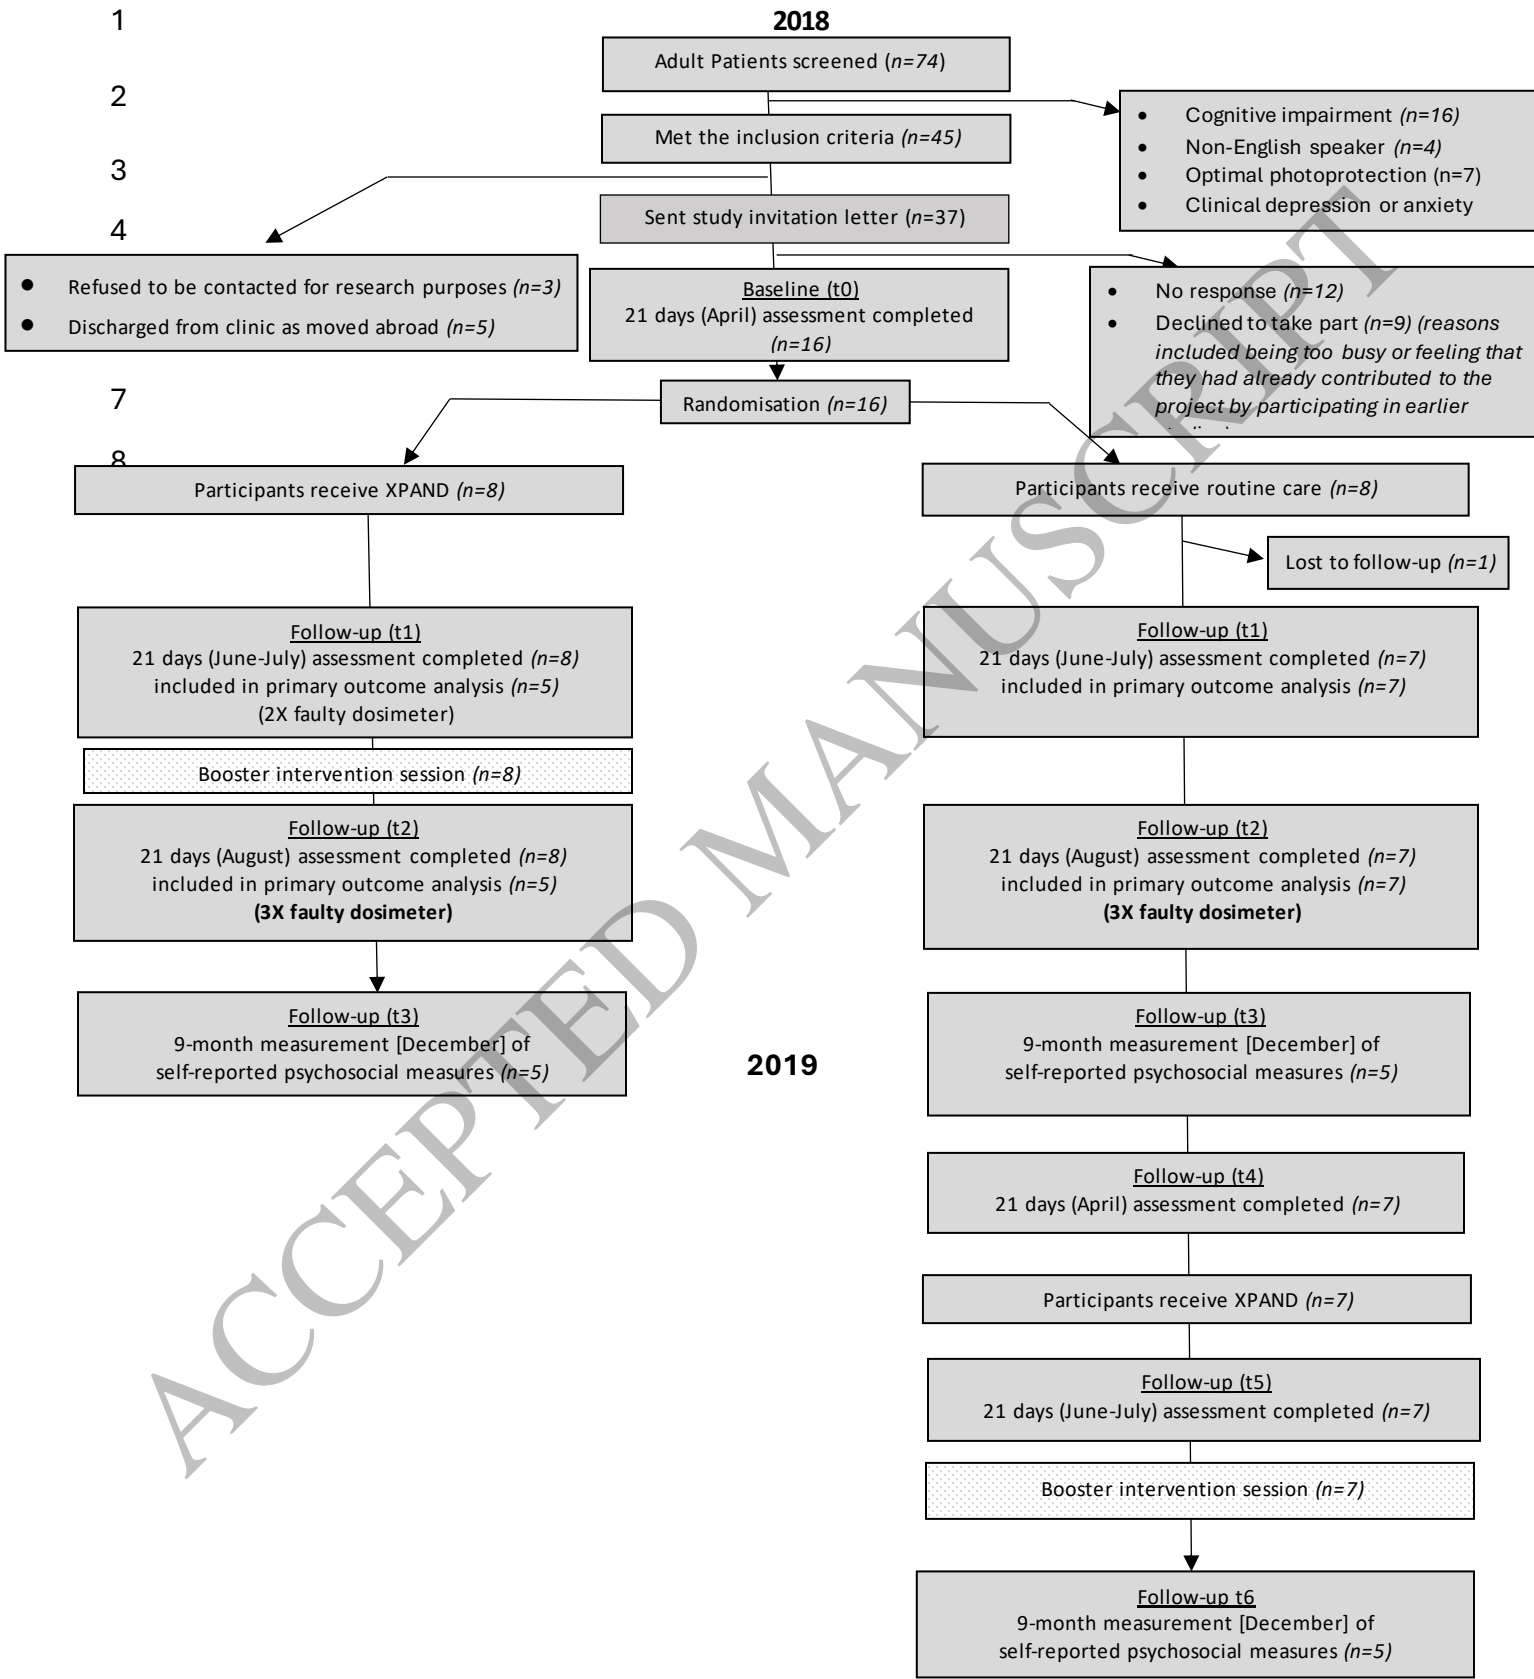 1
2018
Adult Patients screened (n=74)
2
• Cognitive impairment (n=16)
• Non-English speaker (n=4)
• Optimal photoprotection (n=7)
• Clinical depression or anxiety
Met the inclusion criteria (n=45)
3
Sent study invitation letter (n=37)
4
● Refused to be contacted for research purposes (n=3)
● Discharged from clinic as moved abroad (n=5)
Baseline (t0)
21 days (April) assessment completed
(n=16)
• No response (n=12)
• Declined to take part (n=9) (reasons
included being too busy or feeling that
they had already contributed to the
project by participating in earlier
7
Randomisation (n=16)
8
Participants receive XPAND (n=8)
Participants receive routine care (n=8)
Lost to follow-up (n=1)
Follow-up (t1)
21 days (June-July) assessment completed (n=8)
included in primary outcome analysis (n=5)
(2X faulty dosimeter)
Follow-up (t1)
21 days (June-July) assessment completed (n=7)
included in primary outcome analysis (n=7)
Booster intervention session (n=8)
Follow-up (t2)
21 days (August) assessment completed (n=8)
included in primary outcome analysis (n=5)
(3X faulty dosimeter)
Follow-up (t2)
21 days (August) assessment completed (n=7)
included in primary outcome analysis (n=7)
(3X faulty dosimeter)
Follow-up (t3)
9-month measurement [December] of
self-reported psychosocial measures (n=5)
2019
Follow-up (t3)
9-month measurement [December] of
self-reported psychosocial measures (n=5)
Follow-up (t4)
21 days (April) assessment completed (n=7)
Participants receive XPAND (n=7)
Follow-up (t5)
21 days (June-July) assessment completed (n=7)
Booster intervention session (n=7)
Follow-up t6
9-month measurement [December] of
self-reported psychosocial measures (n=5)
ACCEPTED MANUSCRIPT